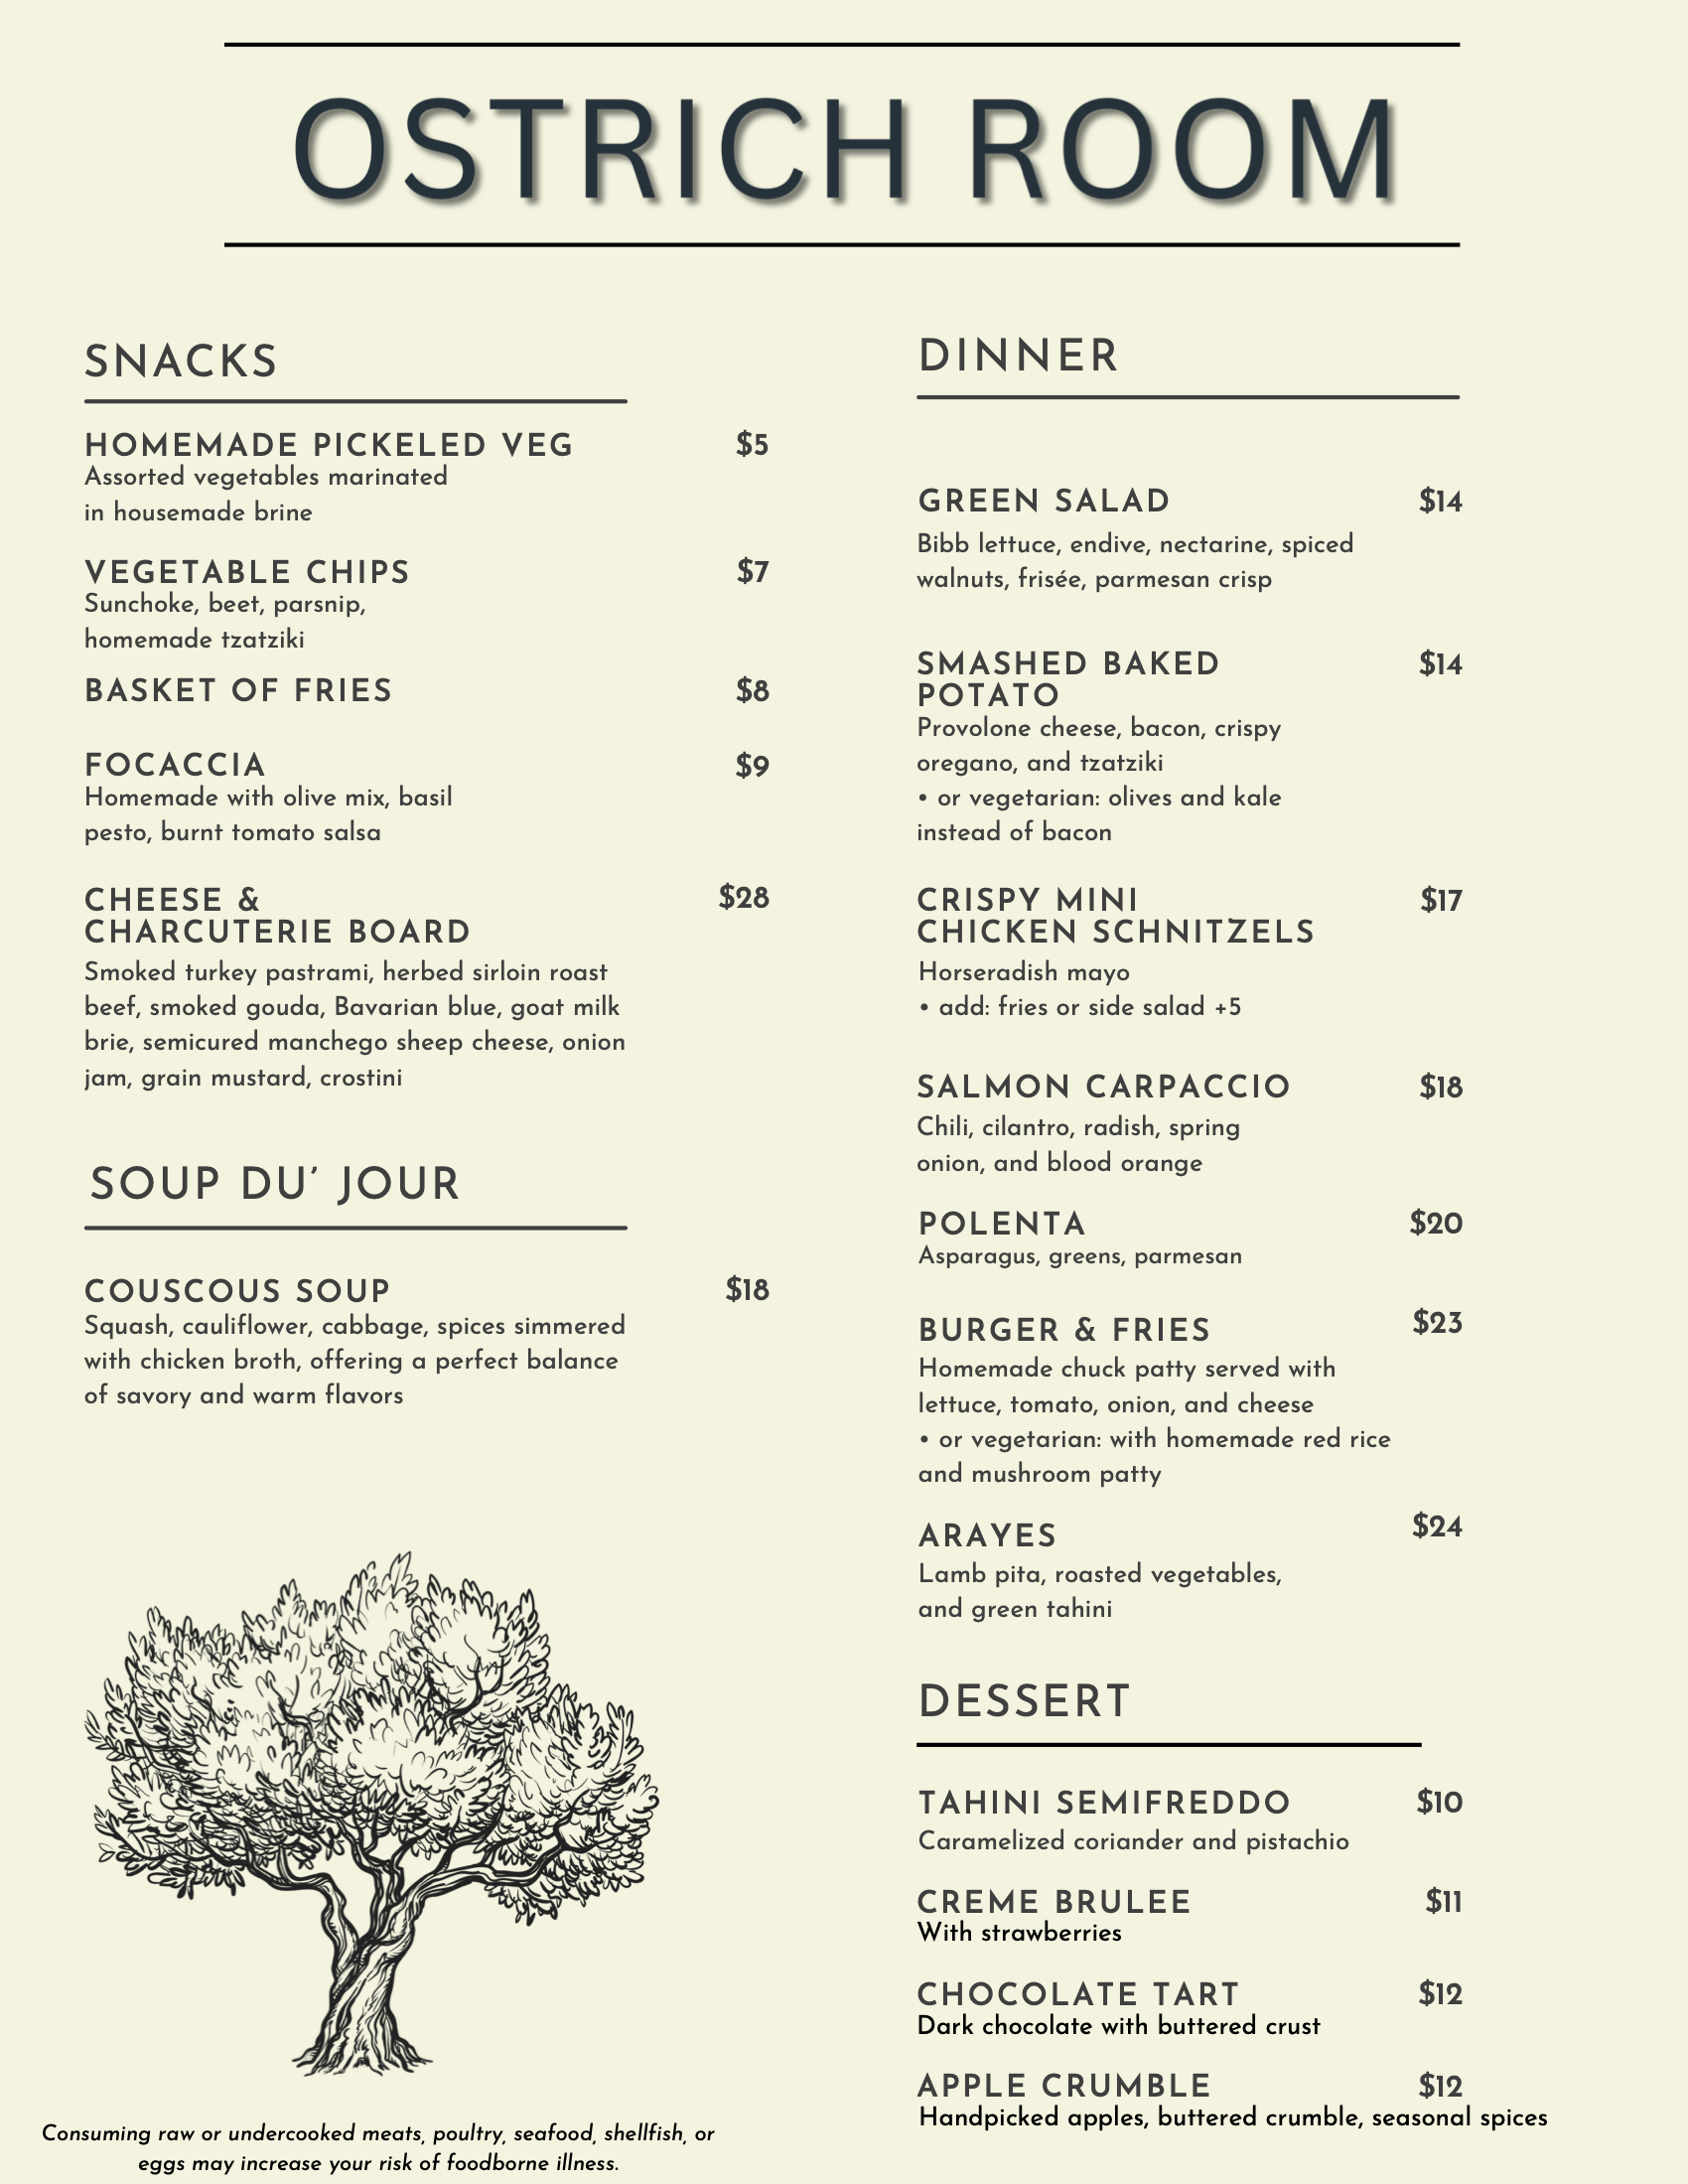 OSTRICH ROOM
SNACKS
HOMEMADE PICKELED VEG $5
Assorted vegetables marinated
in housemade brine
VEGETABLE CHIPS $7
Sunchoke, beet, parsnip,
homemade tzatziki
BASKET OF FRIES $8
FOCACCIA $9
Homemade with olive mix, basil
pesto, burnt tomato salsa
CHEESE & $28
CHARCUTERIE BOARD
Smoked turkey pastrami, herbed sirloin roast
beef, smoked gouda, Bavarian blue, goat milk
brie, semicured manchego sheep cheese, onion
jam, grain mustard, crostini
SOUP DU’ JOUR
COUSCOUS SOUP $18
Squash, cauliflower, cabbage, spices simmered
with chicken broth, offering a perfect balance
of savory and warm flavors
Consuming raw or undercooked meats, poultry, seafood, shellfish, or
eggs may increase your risk of foodborne illness.
DINNER
GREEN SALAD $14
Bibb lettuce, endive, nectarine, spiced
walnuts, frisée, parmesan crisp
SMASHED BAKED $14
POTATO
Provolone cheese, bacon, crispy
oregano, and tzatziki
• or vegetarian: olives and kale
instead of bacon
CRISPY MINI $17
CHICKEN SCHNITZELS
Horseradish mayo
• add: fries or side salad +5
SALMON CARPACCIO $18
Chili, cilantro, radish, spring
onion, and blood orange
POLENTA $20
Asparagus, greens, parmesan
BURGER & FRIES $23
Homemade chuck patty served with
lettuce, tomato, onion, and cheese
• or vegetarian: with homemade red rice
and mushroom patty
ARAYES $24
Lamb pita, roasted vegetables,
and green tahini
DESSERT
TAHINI SEMIFREDDO $10
Caramelized coriander and pistachio
CREME BRULEE $11
With strawberries
CHOCOLATE TART $12
Dark chocolate with buttered crust
APPLE CRUMBLE $12
Handpicked apples, buttered crumble, seasonal spices